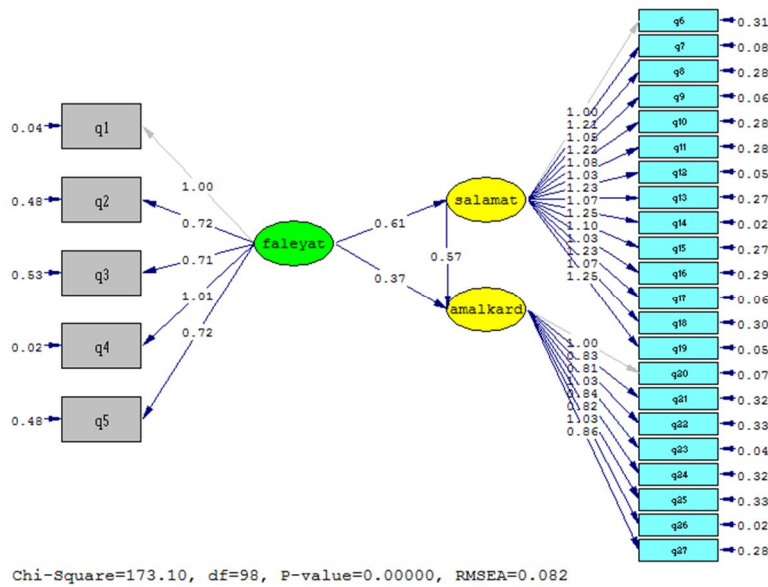 0.04
q1
0.48
q2
0.53
q3
0.02
q4
0.48
q5
1.00
0.72
0.71
1.01
0.72
faleyat
0.61
0.37
salamat
0.57
amalkard
1.00
1.21
1.05
1.22
1.08
1.03
1.23
1.07
1.25
1.10
1.03
1.23
1.07
1.25
1.00
0.83
0.81
1.03
0.84
0.82
1.03
0.86
q6 0.31
q7 0.08
q8 0.28
q9 0.06
q10 0.28
q11 0.28
q12 0.05
q13 0.27
q14 0.02
q15 0.27
q16 0.29
q17 0.06
q18 0.30
q19 0.05
q20 0.07
q21 0.32
q22 0.33
q23 0.04
q24 0.32
q25 0.33
q26 0.02
q27 0.28
Chi-Square=173.10, df=98, P-value=0.00000, RMSEA=0.082